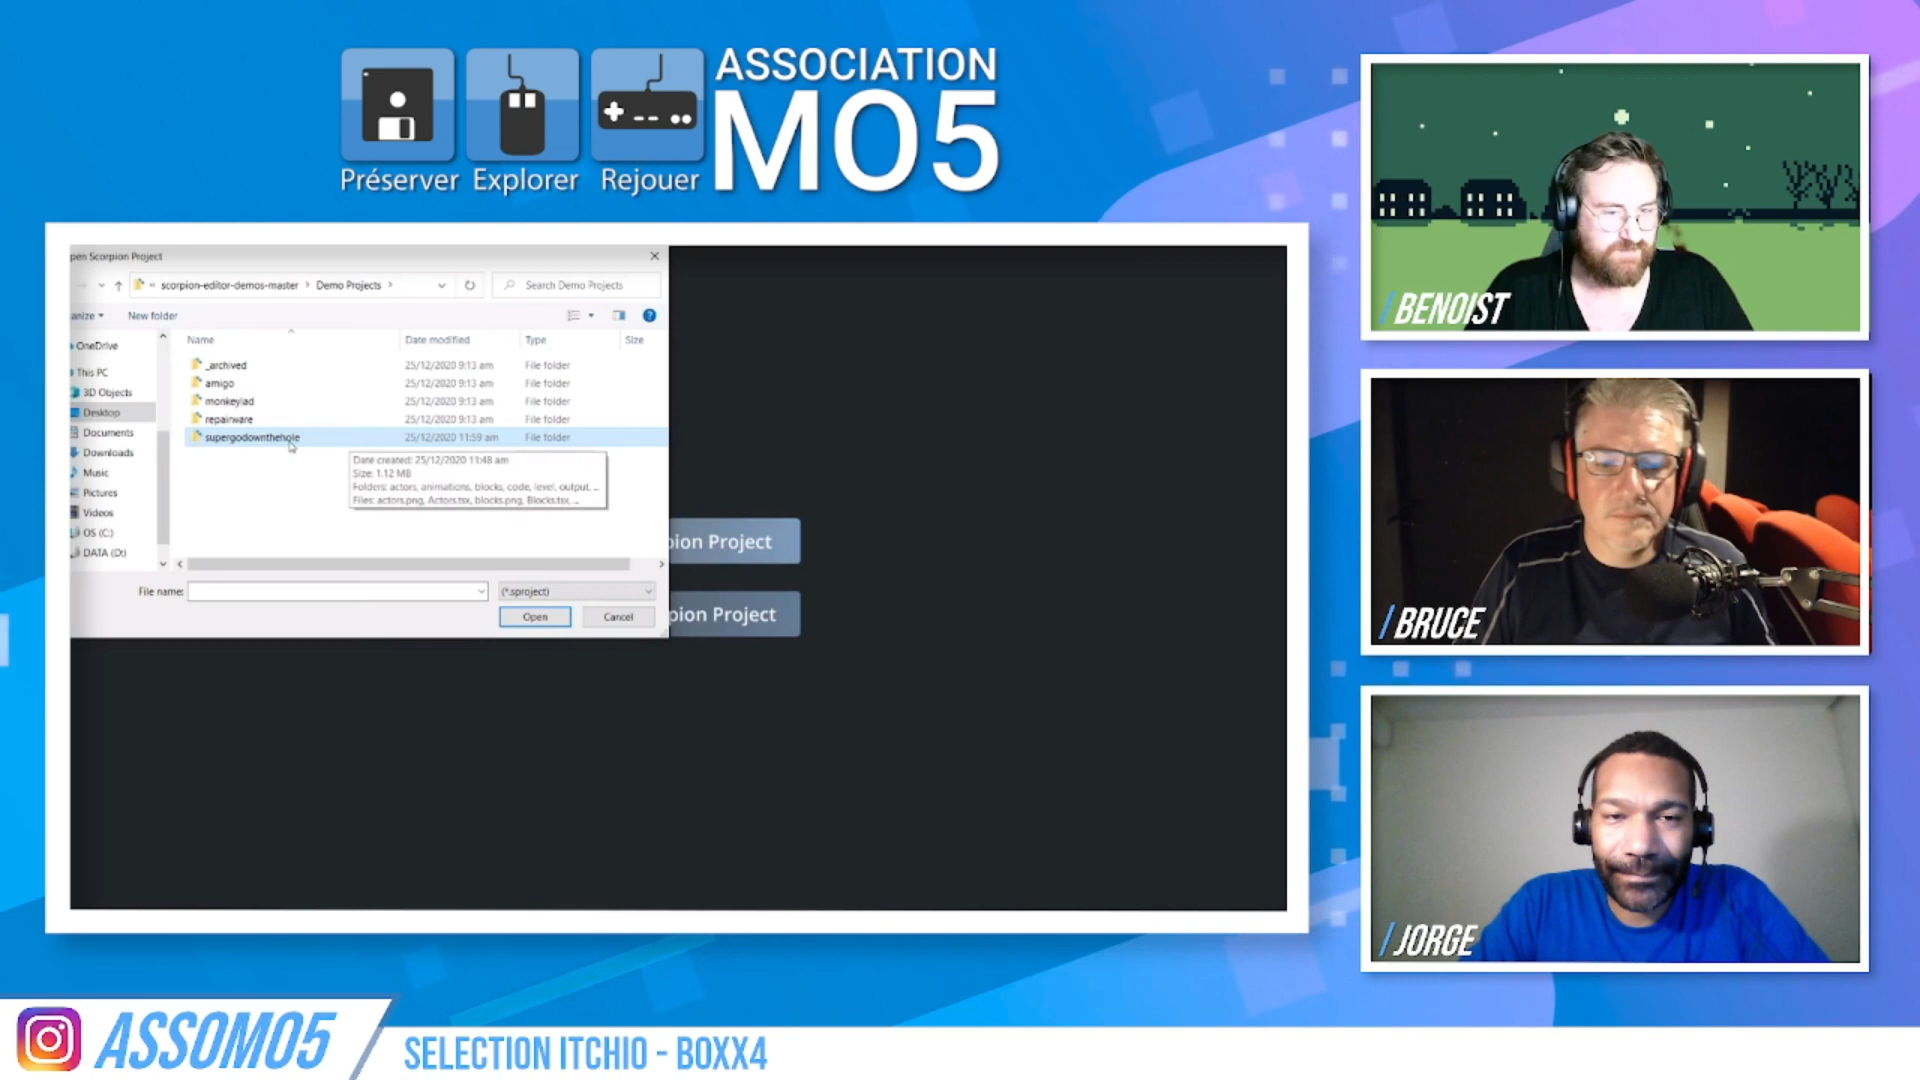 ASSOCIATION
MO5
Préserver Explorer Rejouer
pen Scorpion Project
« scorpion-editor-demos-master > Demo Projects >
Search Demo Projects
anize
New folder
Name Date modified Type Size
OneDrive
This PC
3D Objects
Desktop
Documents
Downloads
Music
Pictures
Videos
OS (C:)
DATA (D:)
_archived 25/12/2020 9:13 am File folder
amigo 25/12/2020 9:13 am File folder
monkeylad 25/12/2020 9:13 am File folder
repairware 25/12/2020 9:13 am File folder
supergodownthehole 25/12/2020 11:59 am File folder
Date created: 25/12/2020 11:48 am
Size: 1.12 MB
Folders: actors, animations, blocks, code, level, output, ...
Files: actors.png, Actors.tsx, blocks.png, Blocks.tsx, ...
File name:
(*.sproject)
Open
Cancel
pion Project
pion Project
/BENOIST
/BRUCE
/JORGE
ASSOMO5
SELECTION ITCHIO - BOXX4